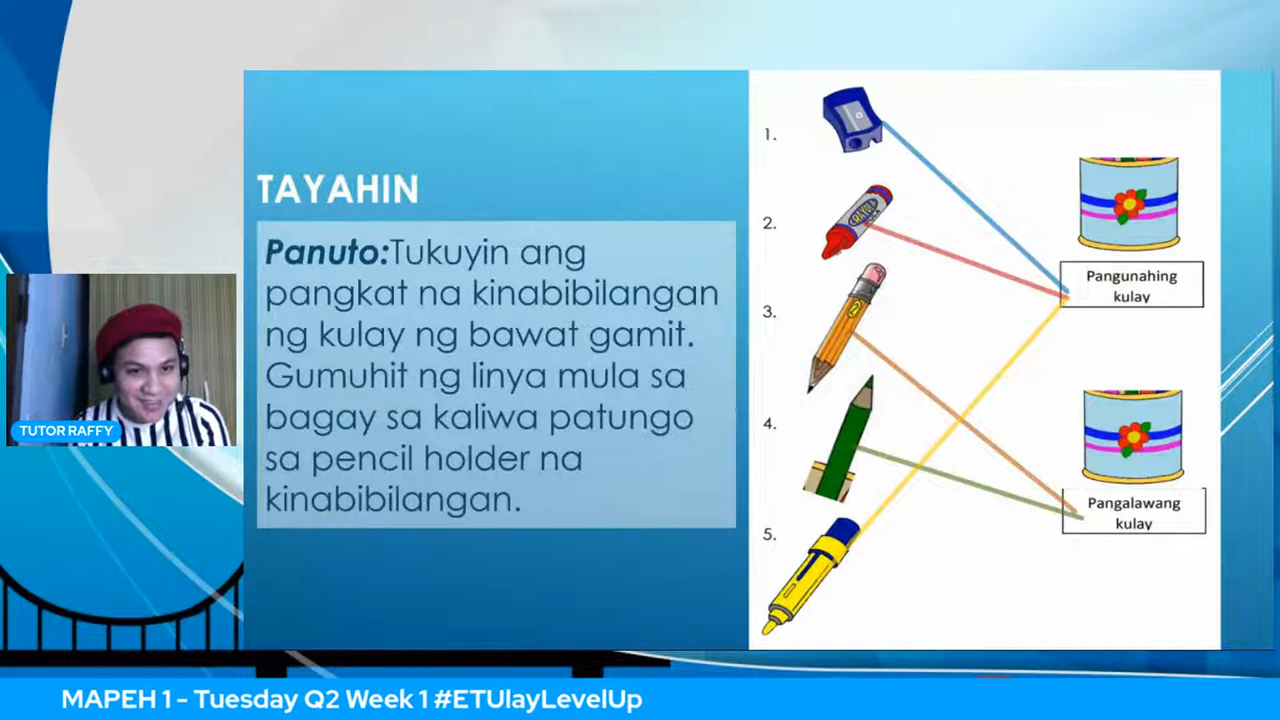 TAYAHIN
Panuto:Tukuyin ang
pangkat na kinabibilangan
ng kulay ng bawat gamit.
Gumuhit ng linya mula sa
bagay sa kaliwa patungo
sa pencil holder na
kinabibilangan.
1.
2.
3.
4.
5.
2
Pangunahing
kulay
Pangalawang
kulay
TUTOR RAFFY
MAPEH 1 - Tuesday Q2 Week 1 #ETUlayLevelUp